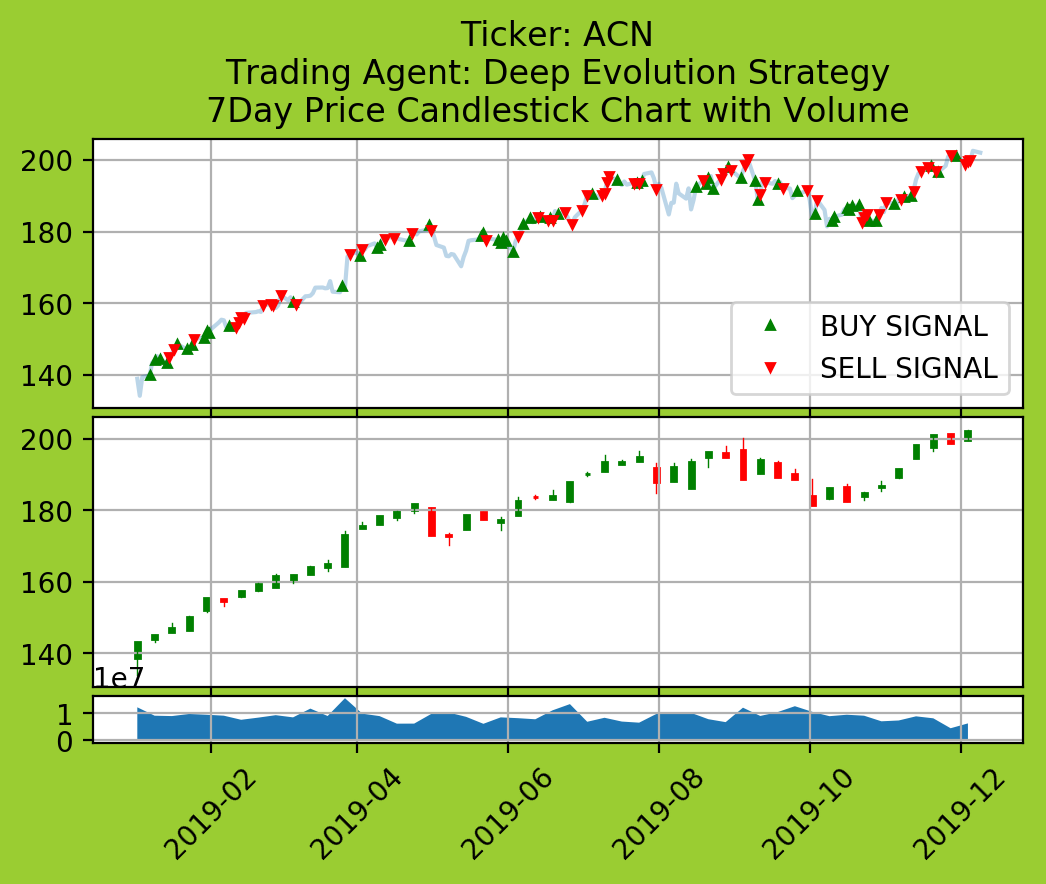 Ticker: ACN
Trading Agent: Deep Evolution Strategy
7Day Price Candlestick Chart with Volume
200
180
160
140
BUY SIGNAL
SELL SIGNAL
200
180
160
140
1e7
1
0
2019-02
2019-04
2019-06
2019-08
2019-10
2019-12